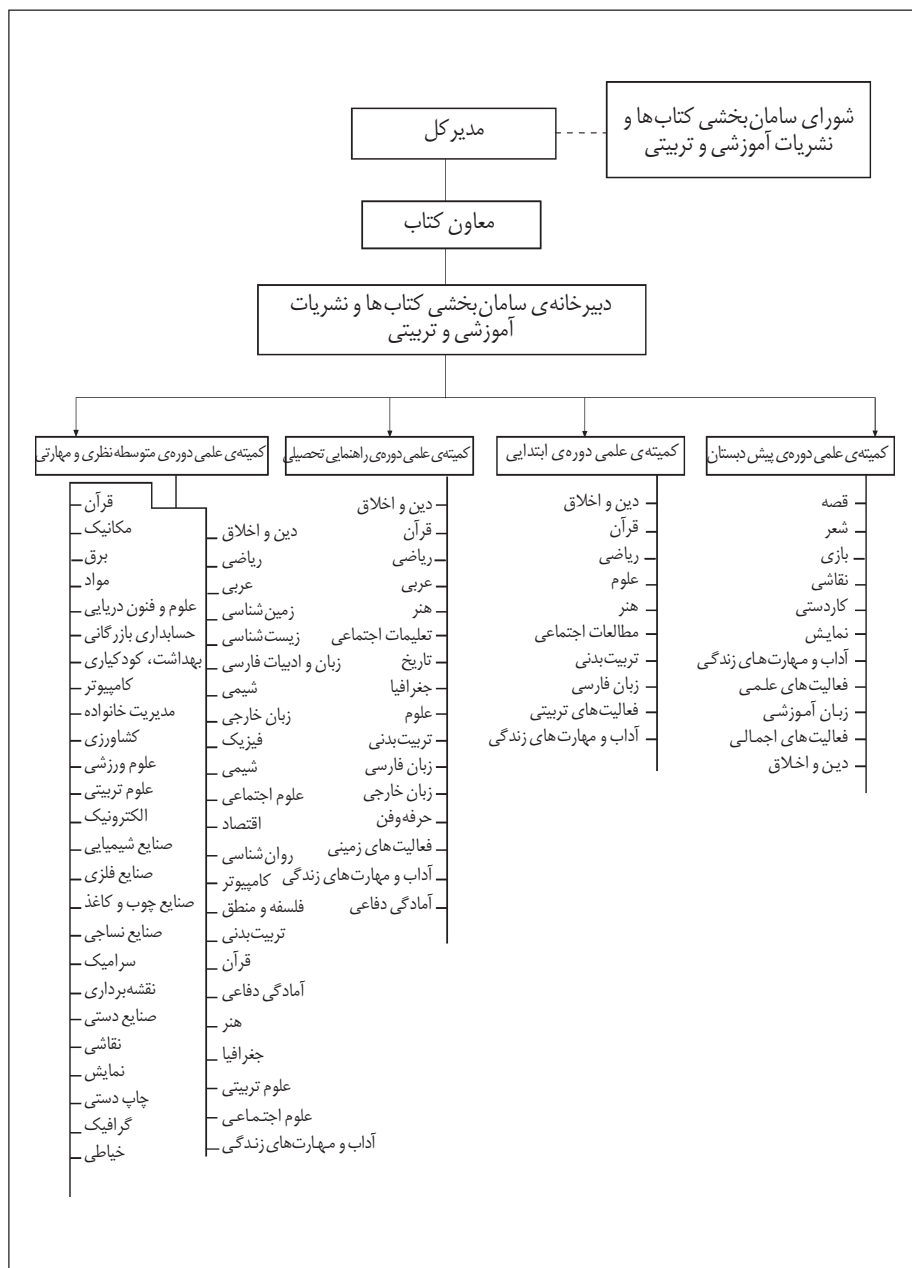 شورای سامان‌بخشی کتاب‌ها و
نشریات آموزشی و تربیتی
مدیر کل
معاون کتاب
دبیرخانه‌ی سامان‌بخشی کتاب‌ها و نشریات
آموزشی و تربیتی
کمیته‌ی علمی دوره‌ی پیش دبستان
قصه
شعر
بازی
نقاشی
کاردستی
نمایش
آداب و مهارت‌های زندگی
فعالیت‌های علمی
زبان آموزشی
فعالیت‌های اجمالی
دین و اخلاق
کمیته‌ی علمی دوره‌ی ابتدایی
دین و اخلاق
قرآن
ریاضی
علوم
هنر
مطالعات اجتماعی
تربیت‌بدنی
زبان فارسی
فعالیت‌های تربیتی
آداب و مهارت‌های زندگی
کمیته‌ی علمی دوره‌ی راهنمایی تحصیلی
دین و اخلاق
قرآن
ریاضی
عربی
هنر
تعلیمات اجتماعی
تاریخ
جغرافیا
علوم
تربیت‌بدنی
زبان فارسی
زبان خارجی
حرفه‌وفن
فعالیت‌های زمینی
آداب و مهارت‌های زندگی
آمادگی دفاعی
کمیته‌ی علمی دوره‌ی متوسطه نظری و مهارتی
دین و اخلاق
ریاضی
عربی
زمین‌شناسی
زیست‌شناسی
زبان و ادبیات فارسی
شیمی
زبان خارجی
فیزیک
شیمی
علوم اجتماعی
اقتصاد
روان‌شناسی
کامپیوتر
فلسفه و منطق
تربیت‌بدنی
قرآن
آمادگی دفاعی
هنر
جغرافیا
علوم تربیتی
علوم اجتماعی
آداب و مهارت‌های زندگی
قرآن
مکانیک
برق
مواد
علوم و فنون دریایی
حسابداری بازرگانی
بهداشت، کودکیاری
کامپیوتر
مدیریت خانواده
کشاورزی
علوم ورزشی
علوم تربیتی
الکترونیک
صنایع شیمیایی
صنایع فلزی
صنایع چوب و کاغذ
صنایع نساجی
سرامیک
نقشه‌برداری
صنایع دستی
نقاشی
نمایش
چاپ دستی
گرافیک
خیاطی